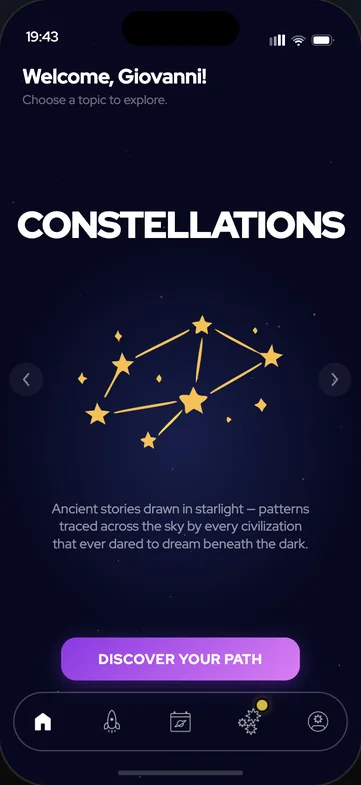 19:43
Welcome, Giovanni!
Choose a topic to explore.
CONSTELLATIONS
Ancient stories drawn in starlight — patterns
traced across the sky by every civilization
that ever dared to dream beneath the dark.
DISCOVER YOUR PATH